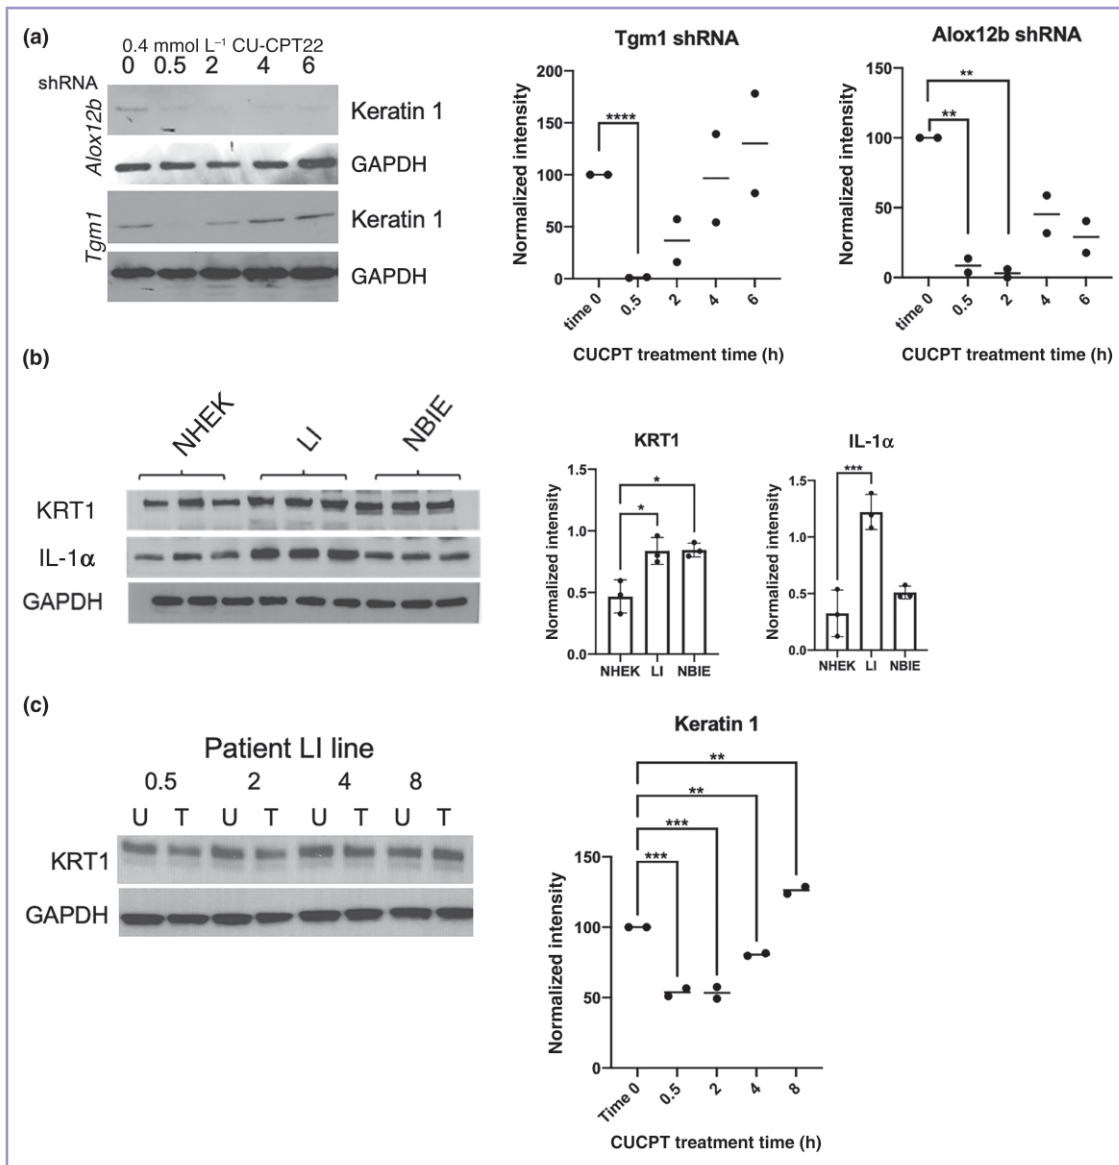 (a)
0.4 mmol L⁻¹ CU-CPT22
0 0.5 2 4 6
shRNA
Alox12b
Keratin 1
GAPDH
Tgm1
Keratin 1
GAPDH
Tgm1 shRNA
Normalized intensity
200
150
100
50
0
****
time 0 0.5 2 4 6
CUCPT treatment time (h)
Alox12b shRNA
Normalized intensity
150
100
50
0
**
**
time 0 0.5 2 4 6
CUCPT treatment time (h)
(b)
NHEK LI NBIE
KRT1
IL-1α
GAPDH
KRT1
Normalized intensity
1.5
1.0
0.5
0.0
*
*
NHEK LI NBIE
IL-1α
Normalized intensity
1.5
1.0
0.5
0.0
***
NHEK LI NBIE
(c)
Patient LI line
0.5 2 4 8
U T U T U T U T
KRT1
GAPDH
Keratin 1
**
**
***
***
Normalized intensity
150
100
50
0
Time 0 0.5 2 4 8
CUCPT treatment time (h)